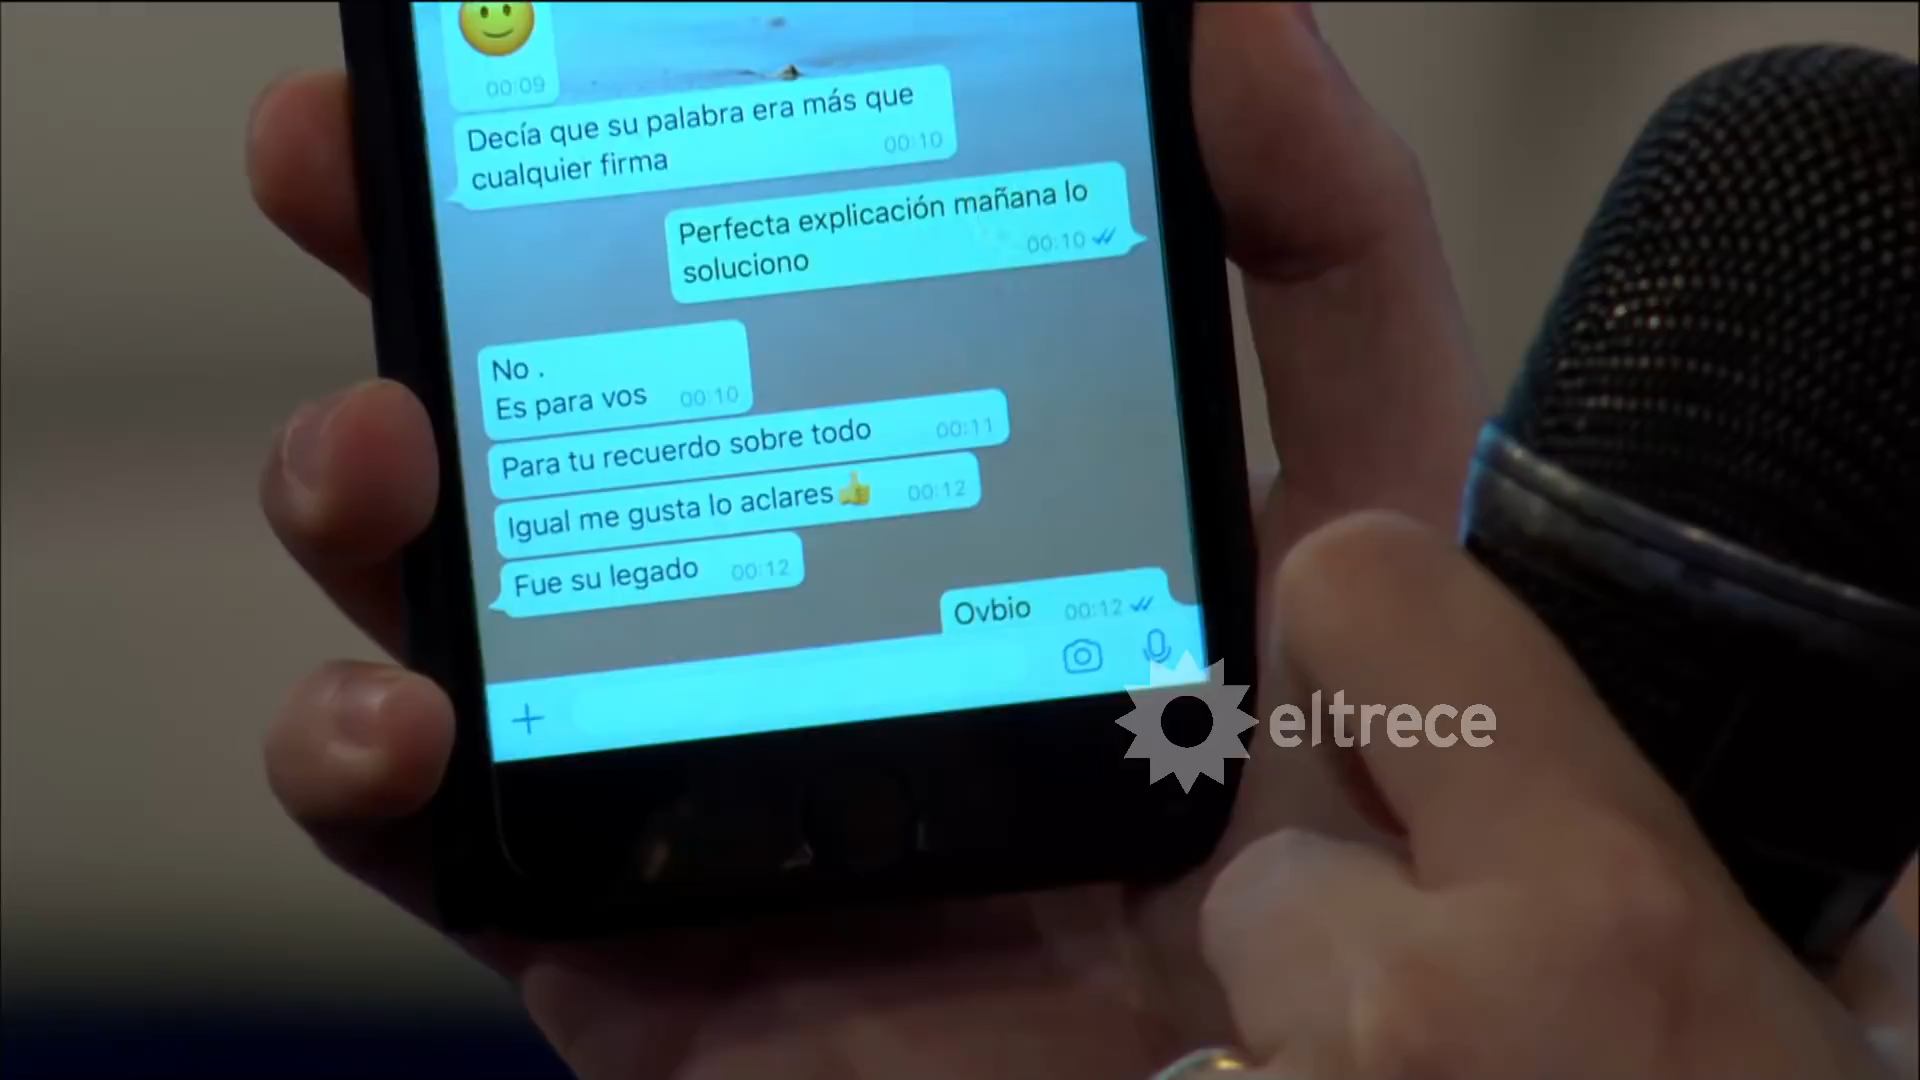 00:09
Decía que su palabra era más que
cualquier firma
00:10
Perfecta explicación mañana lo
soluciono
00:10
No .
Es para vos 00:10
Para tu recuerdo sobre todo 00:11
Igual me gusta lo aclares👍 00:12
Fue su legado 00:12
Ovbio 00:12
eltrece